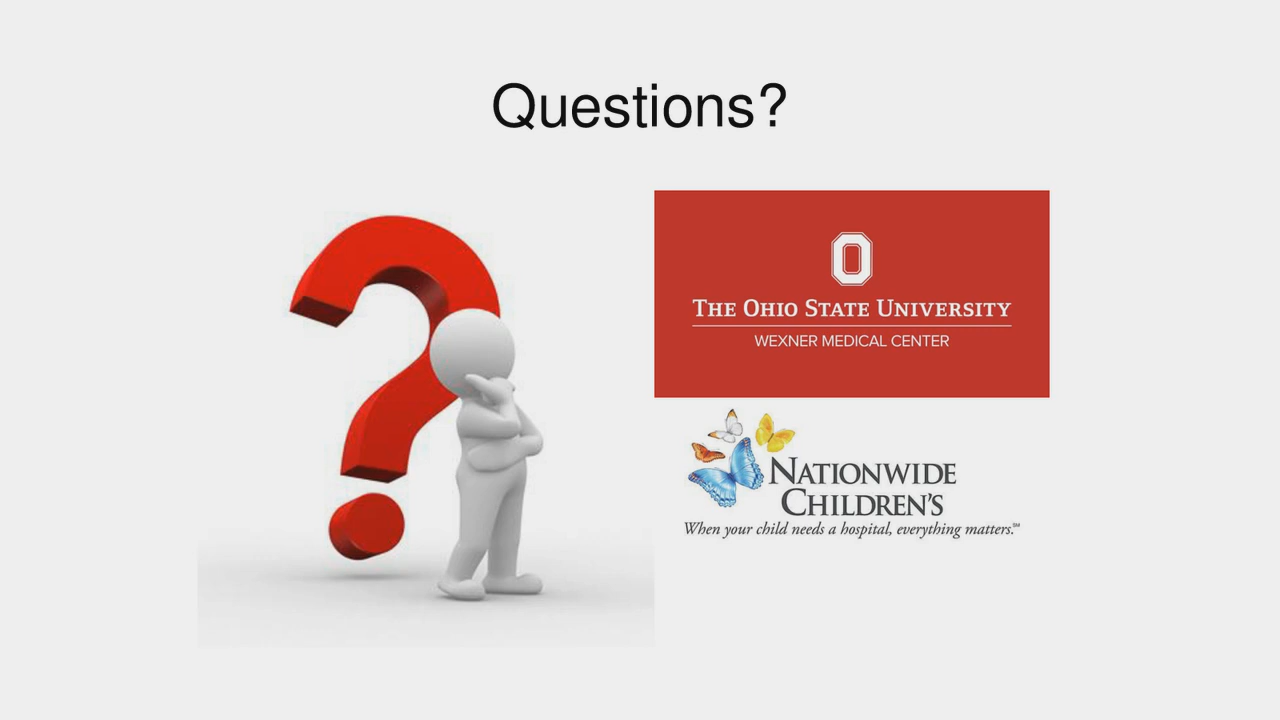 Questions?
O
THE OHIO STATE UNIVERSITY
WEXNER MEDICAL CENTER
NATIONWIDE
CHILDREN'S
When your child needs a hospital, everything matters.℠